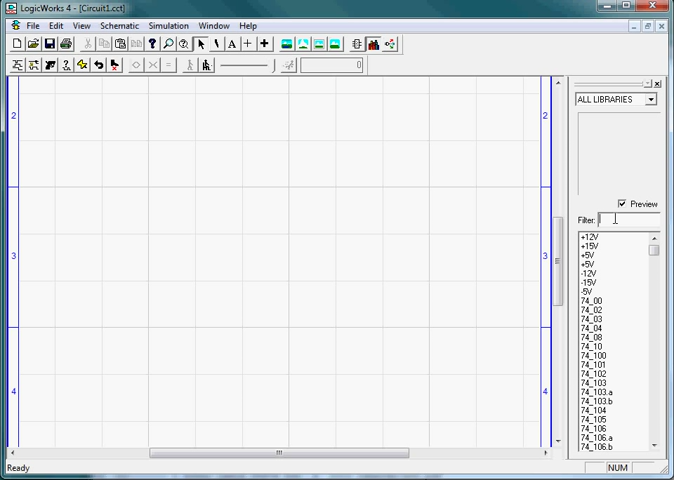 LogicWorks 4 - [Circuit1.cct]
File Edit View Schematic Simulation Window Help
A
0
ALL LIBRARIES
Preview
Filter:
2 2
3 3
4 4
+12V
+15V
+5V
+5V
-12V
-15V
-5V
74_00
74_02
74_03
74_04
74_08
74_10
74_100
74_101
74_102
74_103
74_103.a
74_103.b
74_104
74_105
74_106
74_106.a
74_106.b
Ready NUM